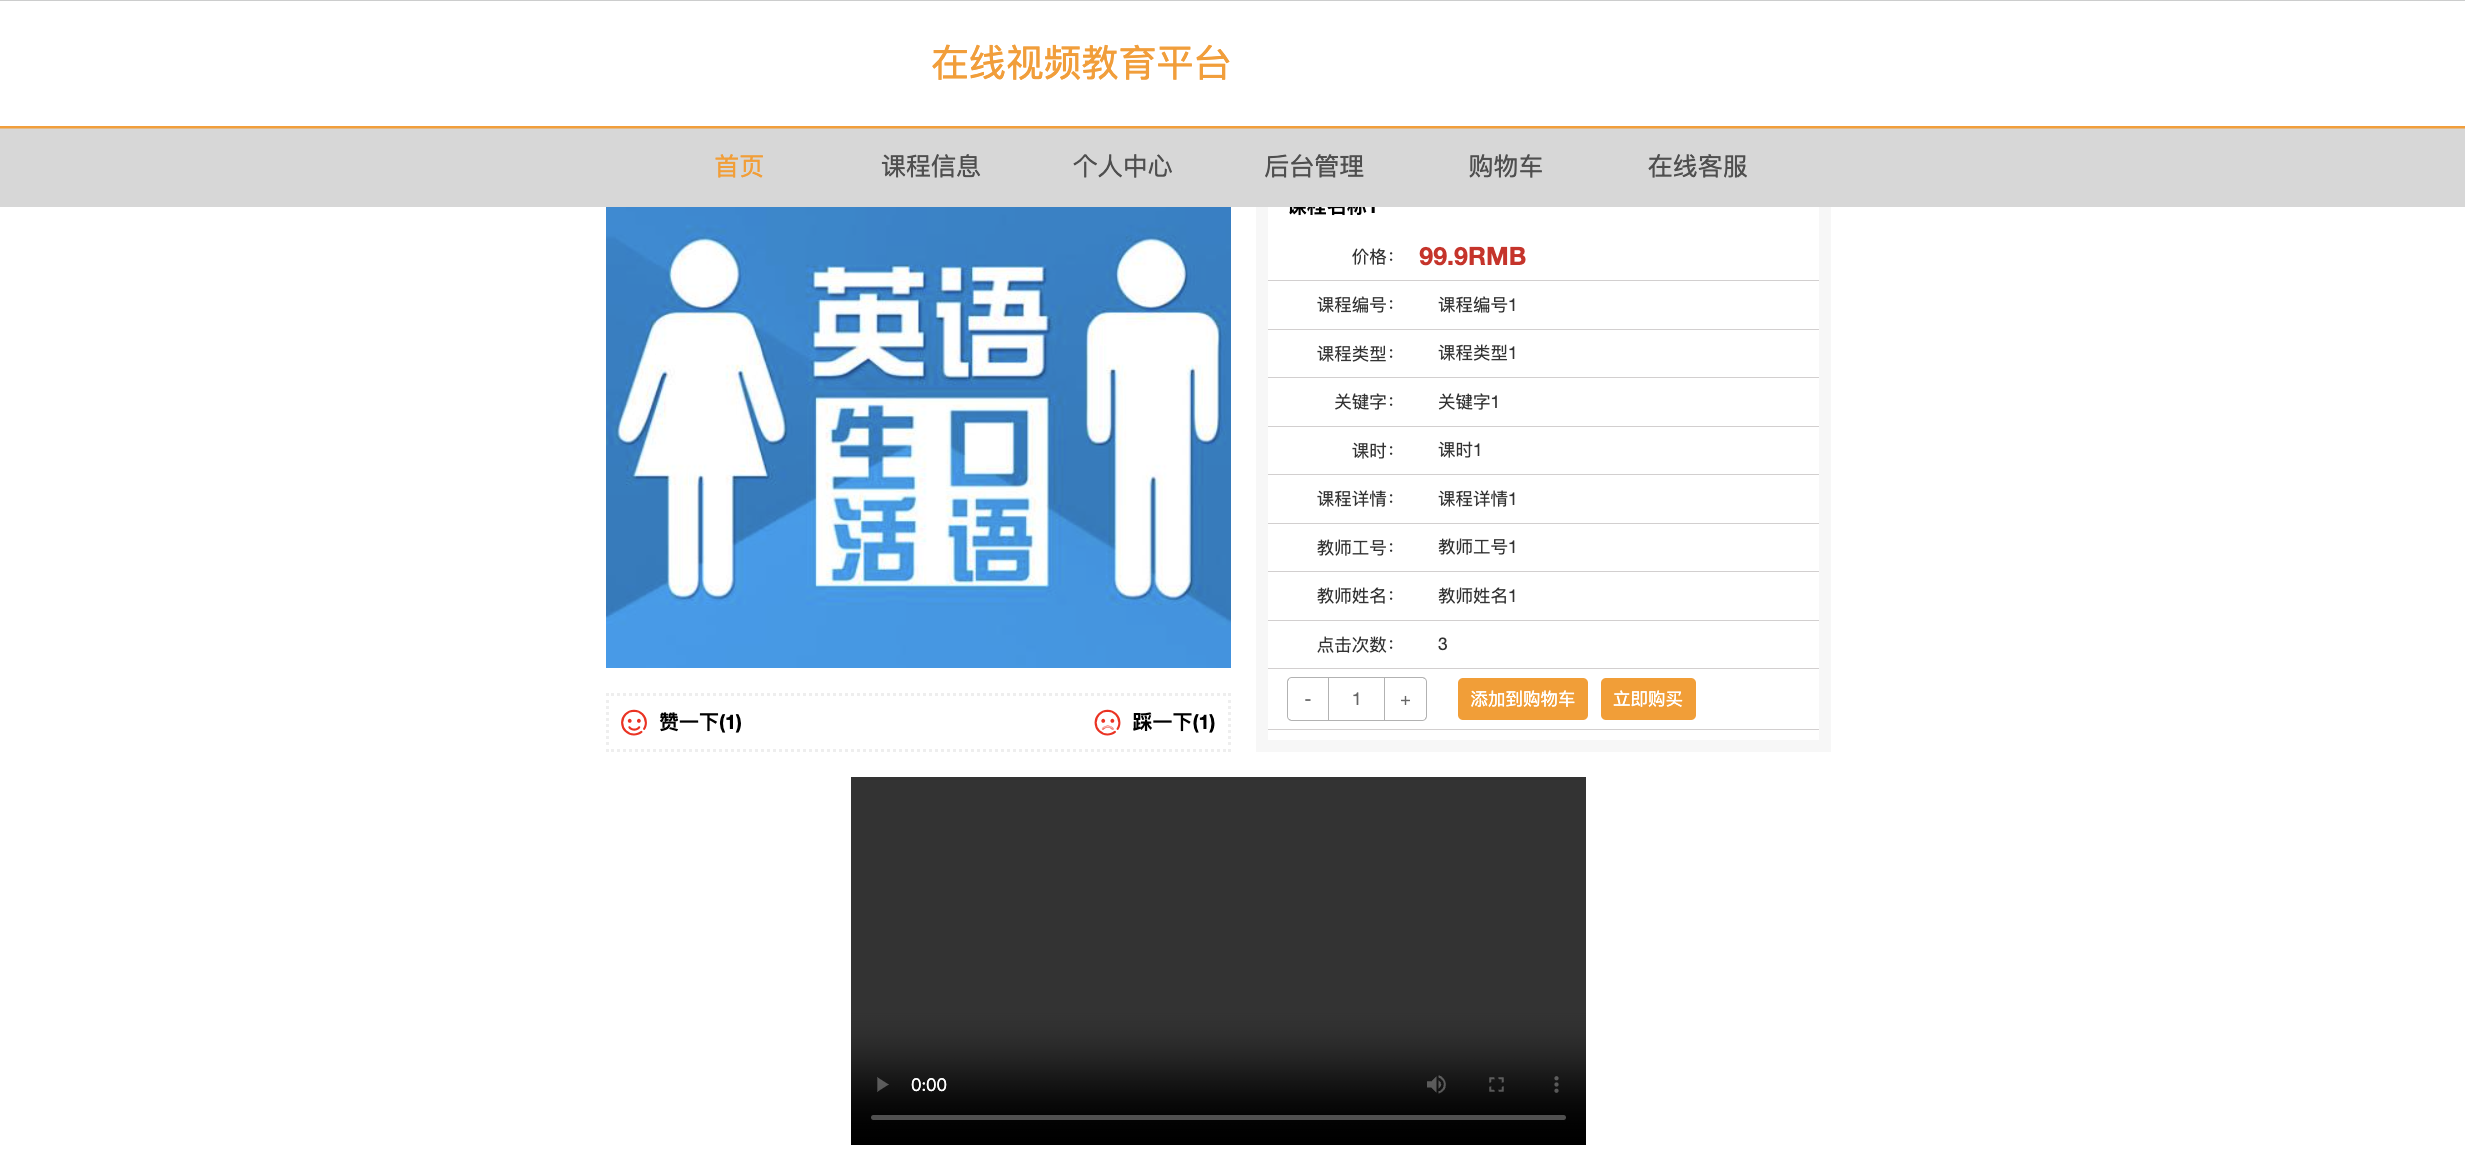 在线视频教育平台
首页 课程信息 个人中心 后台管理 购物车 在线客服
课程名称1
英语
生口
活语
价格： 99.9RMB
课程编号： 课程编号1
课程类型： 课程类型1
关键字： 关键字1
课时： 课时1
课程详情： 课程详情1
教师工号： 教师工号1
教师姓名： 教师姓名1
点击次数： 3
- 1 + 添加到购物车 立即购买
赞一下(1) 踩一下(1)
0:00